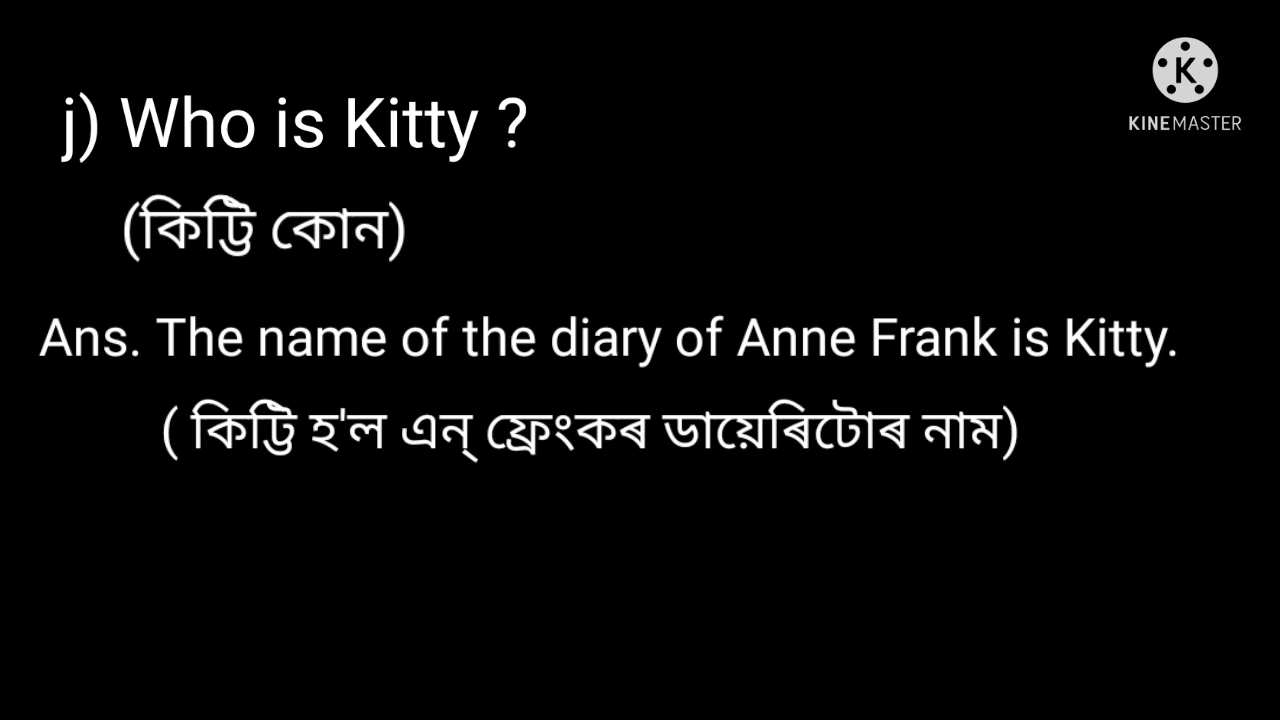 j) Who is Kitty ?
KINEMASTER
(কিট্টি কোন)
Ans. The name of the diary of Anne Frank is Kitty.
( কিট্টি হ'ল এন্ ফ্ৰেংকৰ ডায়েৰিটোৰ নাম)